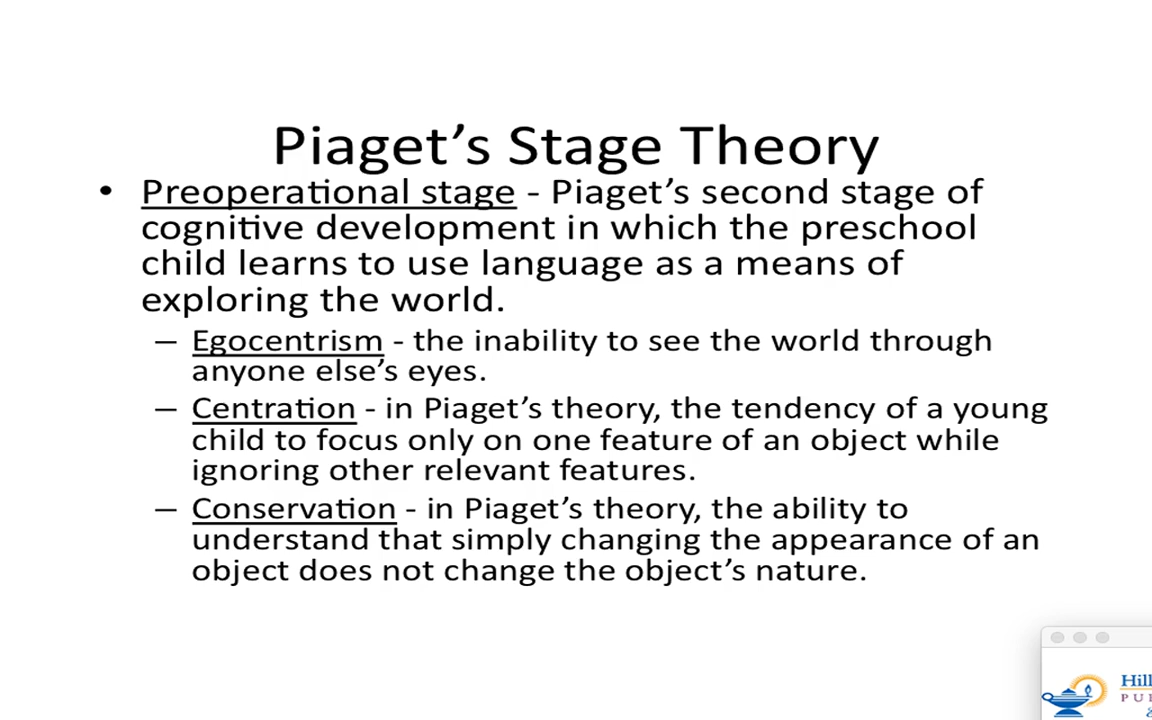 Piaget's Stage Theory
• Preoperational stage - Piaget's second stage of
cognitive development in which the preschool
child learns to use language as a means of
exploring the world.
– Egocentrism - the inability to see the world through
anyone else's eyes.
– Centration - in Piaget's theory, the tendency of a young
child to focus only on one feature of an object while
ignoring other relevant features.
– Conservation - in Piaget's theory, the ability to
understand that simply changing the appearance of an
object does not change the object's nature.
Hill
PU